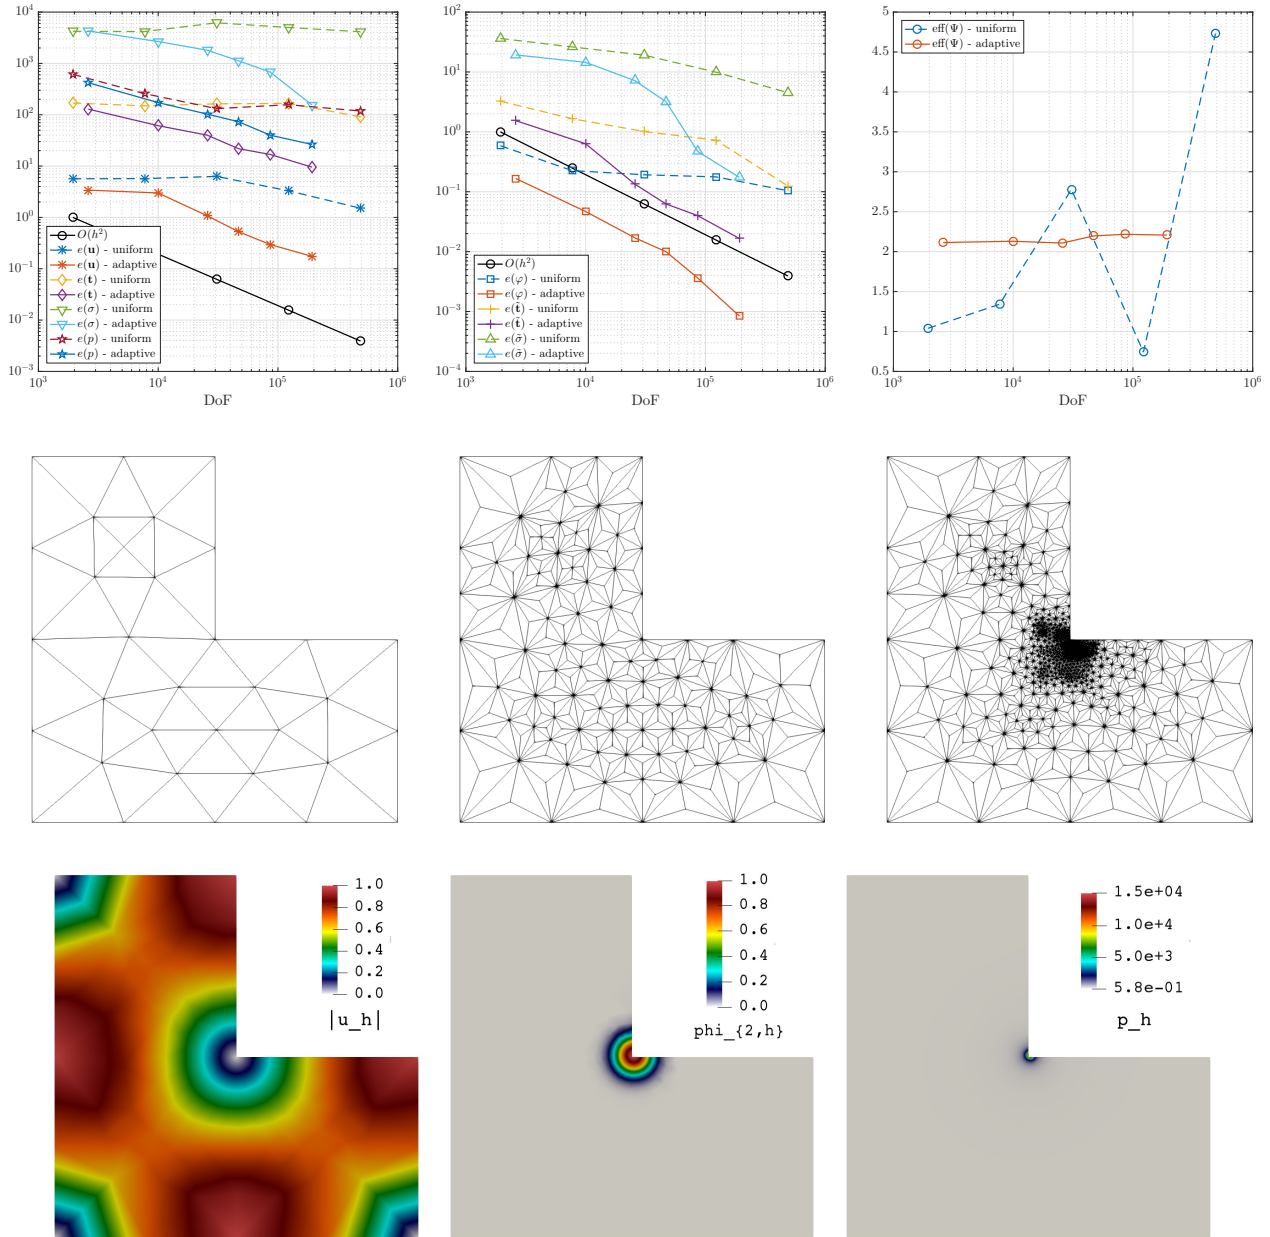 10^4
10^3
10^2
10^1
10^0
10^-1
10^-2
10^-3
O(h^2)
e(u) - uniform
e(u) - adaptive
e(t) - uniform
e(t) - adaptive
e(σ) - uniform
e(σ) - adaptive
e(p) - uniform
e(p) - adaptive
10^3 10^4 10^5 10^6
DoF
10^2
10^1
10^0
10^-1
10^-2
10^-3
10^-4
O(h^2)
e(φ) - uniform
e(φ) - adaptive
e(t̃) - uniform
e(t̃) - adaptive
e(σ̃) - uniform
e(σ̃) - adaptive
10^3 10^4 10^5 10^6
DoF
5
4.5
4
3.5
3
2.5
2
1.5
1
0.5
eff(Ψ) - uniform
eff(Ψ) - adaptive
10^3 10^4 10^5 10^6
DoF
1.0
0.8
0.6
0.4
0.2
0.0
|u_h|
1.0
0.8
0.6
0.4
0.2
0.0
phi_{2,h}
1.5e+04
1.0e+4
5.0e+3
5.8e-01
p_h